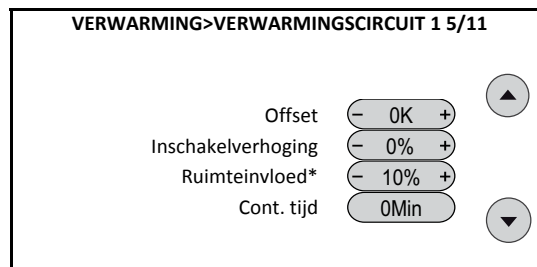 VERWARMING>VERWARMINGSCIRCUIT 1 5/11
Offset - 0K +
Inschakelverhoging - 0% +
Ruimteinvloed* - 10% +
Cont. tijd 0Min